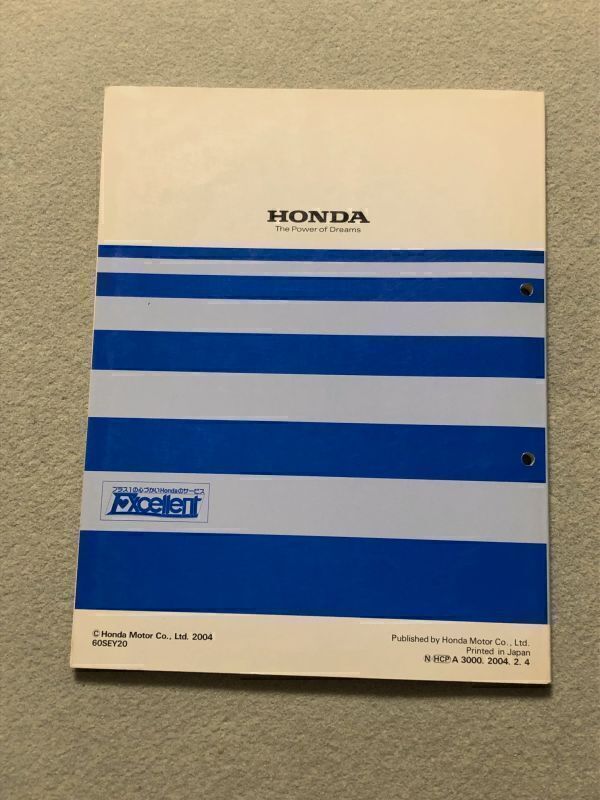 HONDA
The Power of Dreams
プラス1の心づかいHondaのサービス
Excellent
© Honda Motor Co., Ltd. 2004
60SEY20
Published by Honda Motor Co., Ltd.
Printed in Japan
N HCP A 3000. 2004. 2. 4